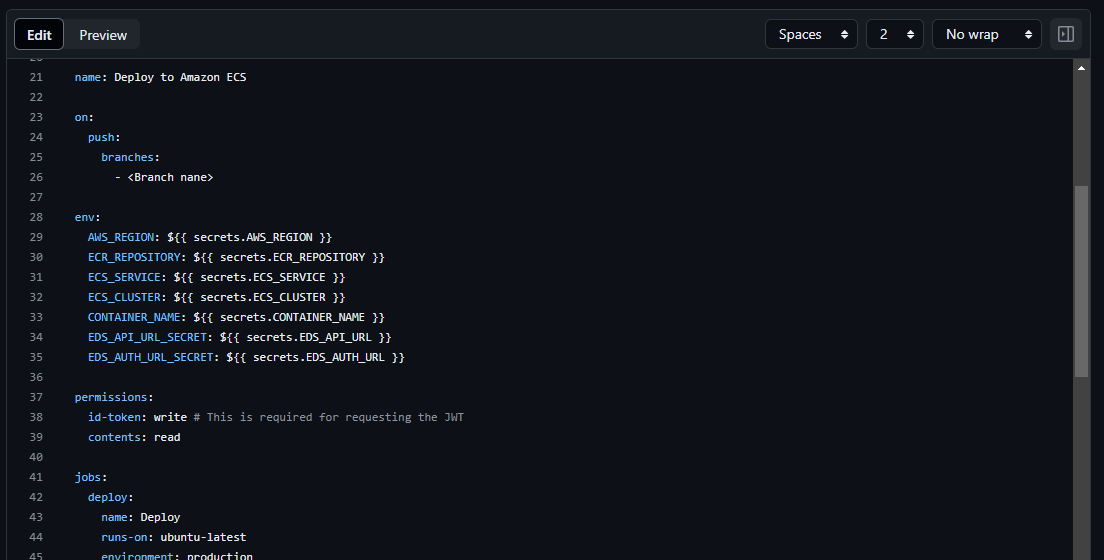 Edit Preview Spaces 2 No wrap
20
21 name: Deploy to Amazon ECS
22
23 on:
24 push:
25 branches:
26 - <Branch nane>
27
28 env:
29 AWS_REGION: ${{ secrets.AWS_REGION }}
30 ECR_REPOSITORY: ${{ secrets.ECR_REPOSITORY }}
31 ECS_SERVICE: ${{ secrets.ECS_SERVICE }}
32 ECS_CLUSTER: ${{ secrets.ECS_CLUSTER }}
33 CONTAINER_NAME: ${{ secrets.CONTAINER_NAME }}
34 EDS_API_URL_SECRET: ${{ secrets.EDS_API_URL }}
35 EDS_AUTH_URL_SECRET: ${{ secrets.EDS_AUTH_URL }}
36
37 permissions:
38 id-token: write # This is required for requesting the JWT
39 contents: read
40
41 jobs:
42 deploy:
43 name: Deploy
44 runs-on: ubuntu-latest
45 environment: production